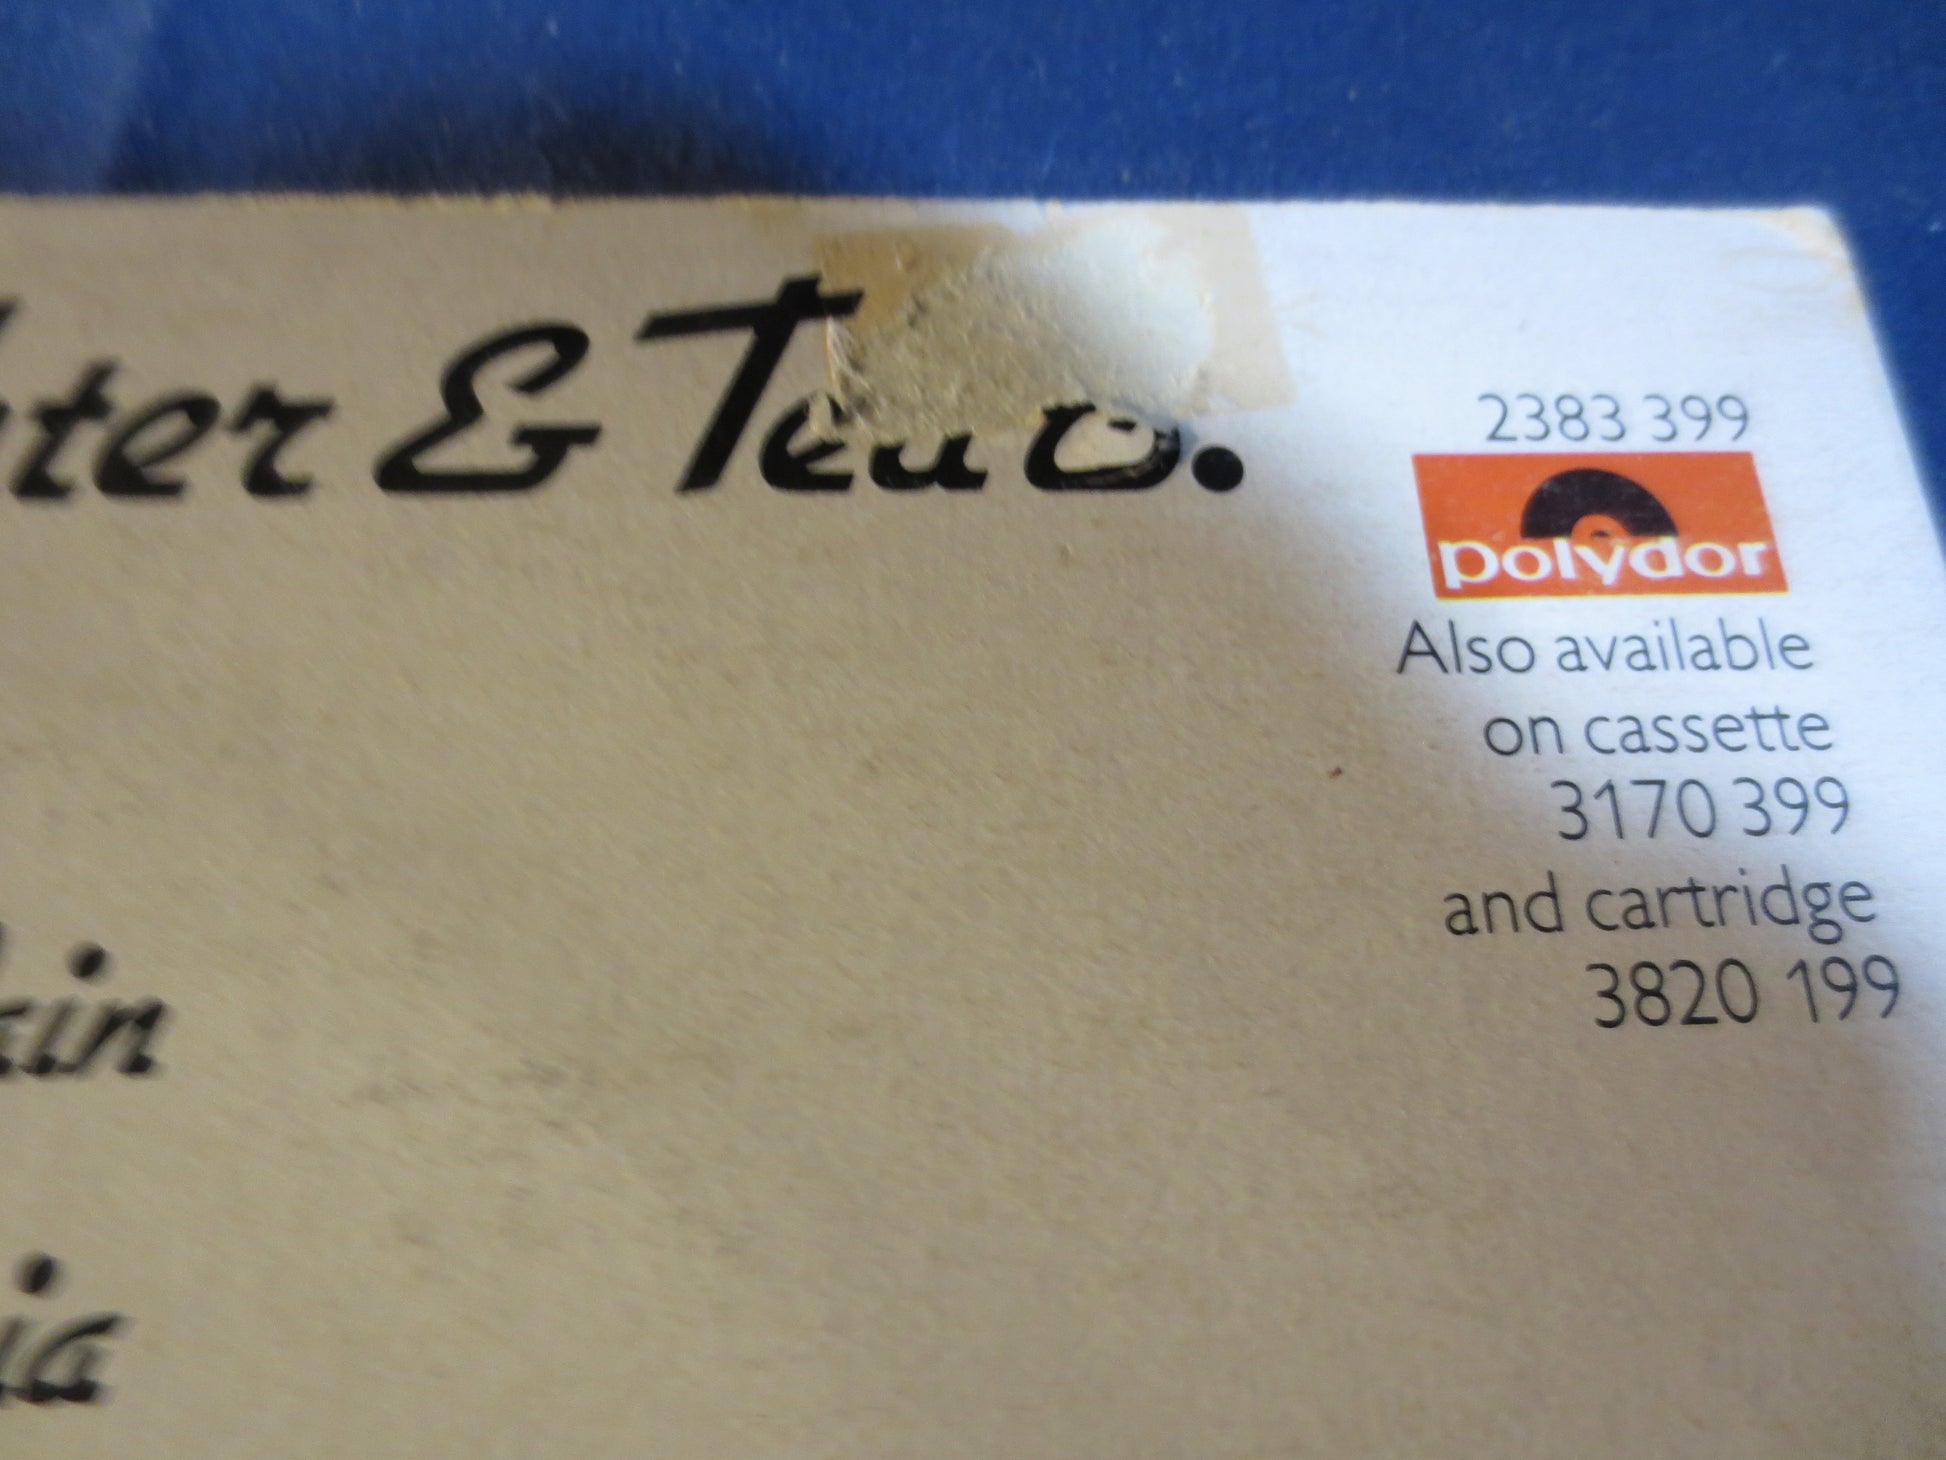 & 
2383 399
polydor
Also available
on cassette
3170 399
and cartridge
3820 199